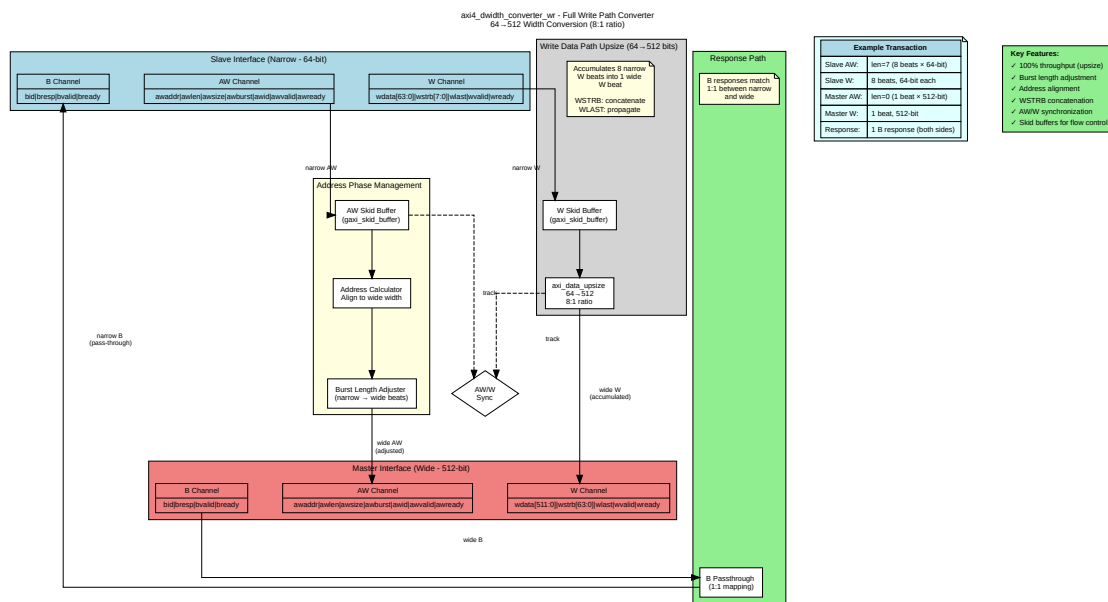 axi4_dwidth_converter_wr - Full Write Path Converter
64→512 Width Conversion (8:1 ratio)
Slave Interface (Narrow - 64-bit)
B Channel
bid|bresp|bvalid|bready
AW Channel
awaddr|awlen|awsize|awburst|awid|awvalid|awready
W Channel
wdata[63:0]|wstrb[7:0]|wlast|wvalid|wready
Write Data Path Upsize (64→512 bits)
Accumulates 8 narrow
W beats into 1 wide
W beat
WSTRB: concatenate
WLAST: propagate
Response Path
B responses match
1:1 between narrow
and wide
Example Transaction
Slave AW:
len=7 (8 beats × 64-bit)
Slave W:
8 beats, 64-bit each
Master AW:
len=0 (1 beat × 512-bit)
Master W:
1 beat, 512-bit
Response:
1 B response (both sides)
Key Features:
✓ 100% throughput (upsize)
✓ Burst length adjustment
✓ Address alignment
✓ WSTRB concatenation
✓ AW/W synchronization
✓ Skid buffers for flow control
narrow AW
narrow W
Address Phase Management
AW Skid Buffer
(gaxi_skid_buffer)
W Skid Buffer
(gaxi_skid_buffer)
Address Calculator
Align to wide width
axi_data_upsize
64→512
8:1 ratio
track
track
narrow B
(pass-through)
Burst Length Adjuster
(narrow → wide beats)
AW/W
Sync
wide W
(accumulated)
wide AW
(adjusted)
Master Interface (Wide - 512-bit)
B Channel
bid|bresp|bvalid|bready
AW Channel
awaddr|awlen|awsize|awburst|awid|awvalid|awready
W Channel
wdata[511:0]|wstrb[63:0]|wlast|wvalid|wready
wide B
B Passthrough
(1:1 mapping)